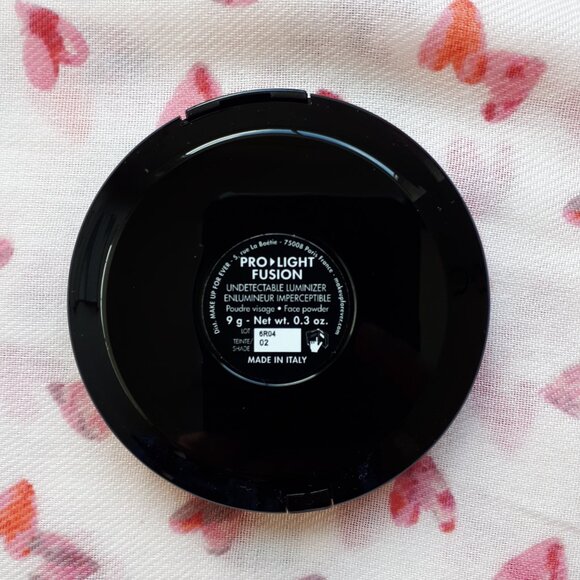 Dist. MAKE UP FOR EVER - 5, rue La Boétie - 75008 Paris France - makeupforever.com
PRO▸LIGHT
FUSION
UNDETECTABLE LUMINIZER
ENLUMINEUR IMPERCEPTIBLE
Poudre visage • Face powder
9 g - Net wt. 0.3 oz.
LOT 6R04
TEINTE/
SHADE 02
MADE IN ITALY